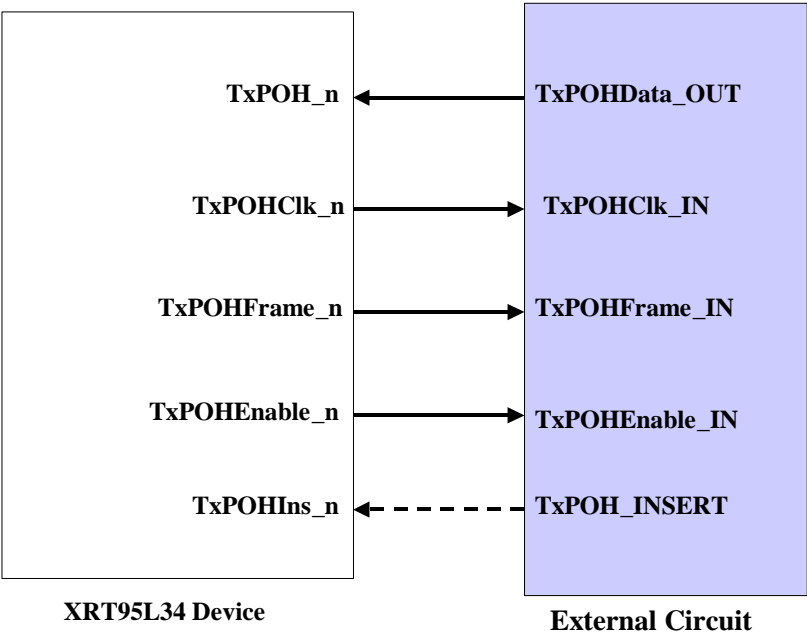 TxPOH_n TxPOHData_OUT
TxPOHClk_n TxPOHClk_IN
TxPOHFrame_n TxPOHFrame_IN
TxPOHEnable_n TxPOHEnable_IN
TxPOHIns_n TxPOH_INSERT
XRT95L34 Device
External Circuit